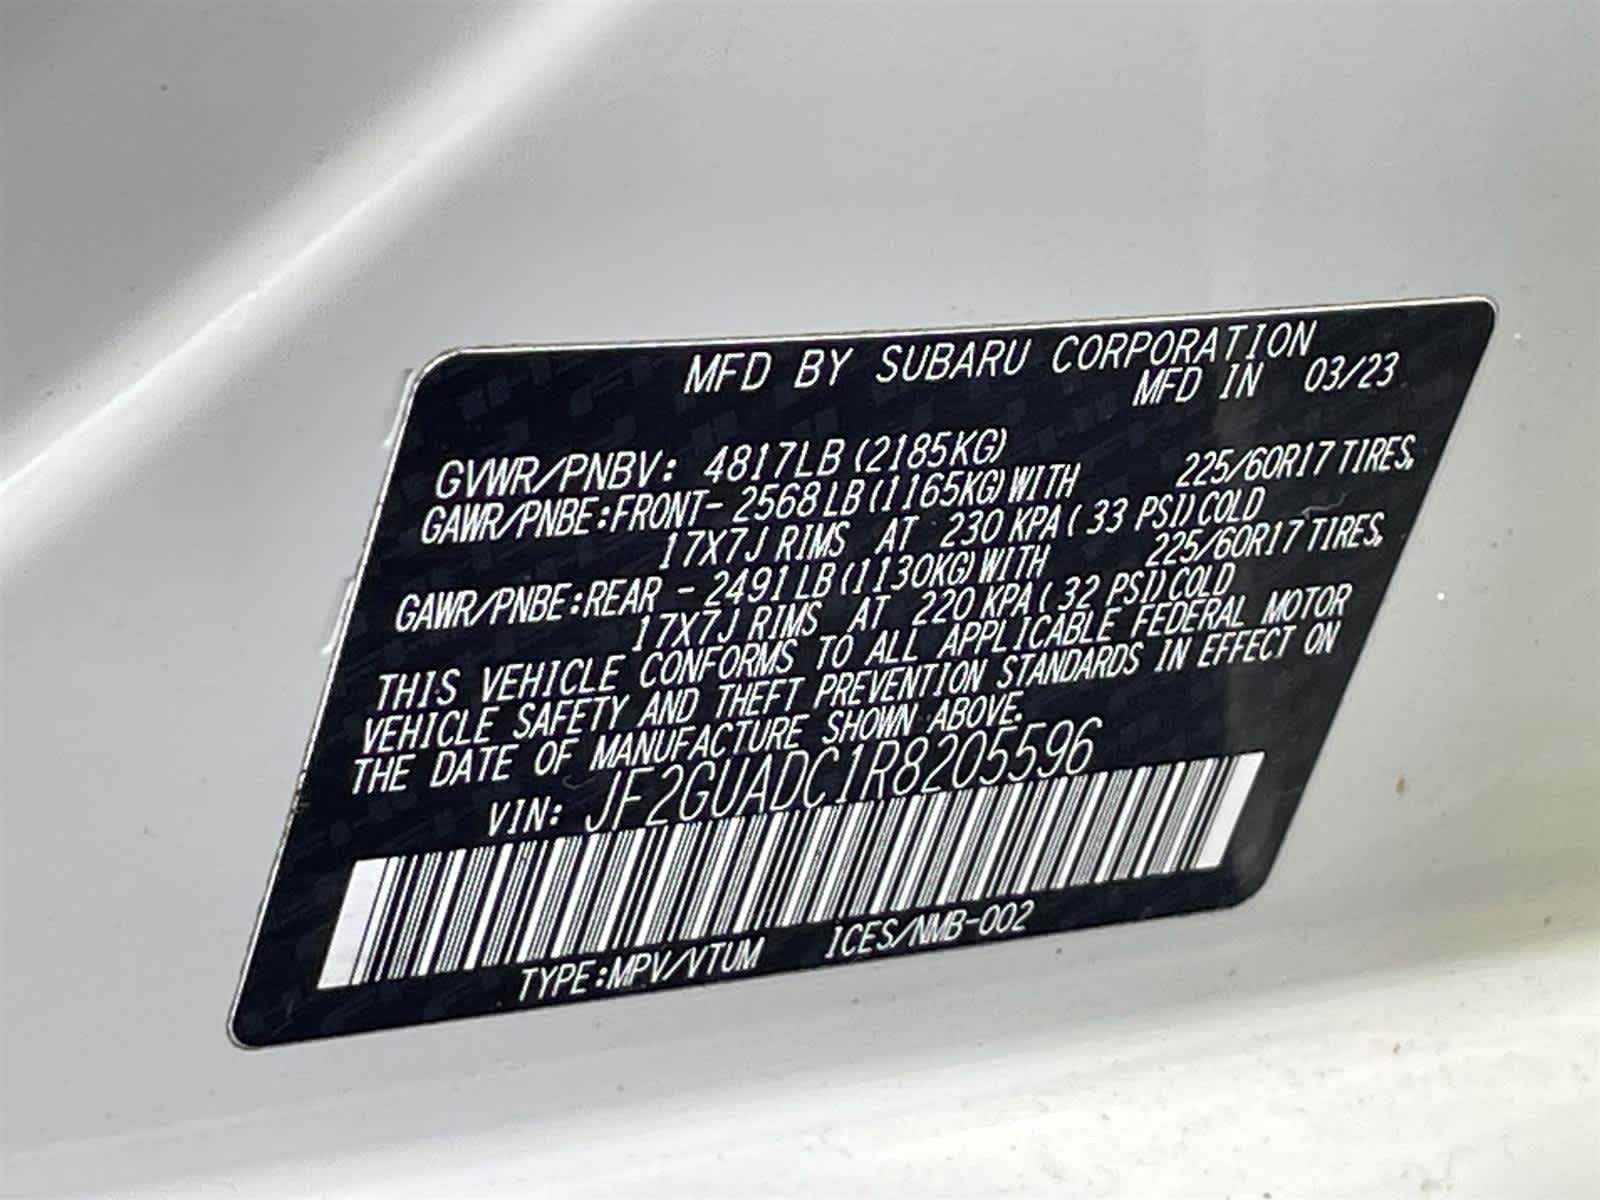 MFD BY SUBARU CORPORATION
MFD IN 03/23
GVWR/PNBV: 4817LB (2185KG)
GAWR/PNBE:FRONT- 2568 LB (1165KG) WITH 225/60R17 TIRES,
17X7J RIMS AT 230 KPA ( 33 PSI) COLD
GAWR/PNBE:REAR - 2491 LB (1130KG) WITH 225/60R17 TIRES,
17X7J RIMS AT 220 KPA ( 32 PSI) COLD
THIS VEHICLE CONFORMS TO ALL APPLICABLE FEDERAL MOTOR
VEHICLE SAFETY AND THEFT PREVENTION STANDARDS IN EFFECT ON
THE DATE OF MANUFACTURE SHOWN ABOVE.
VIN: JF2GUADC1R8205596
TYPE:MPV/VTUM ICES/NMB-002